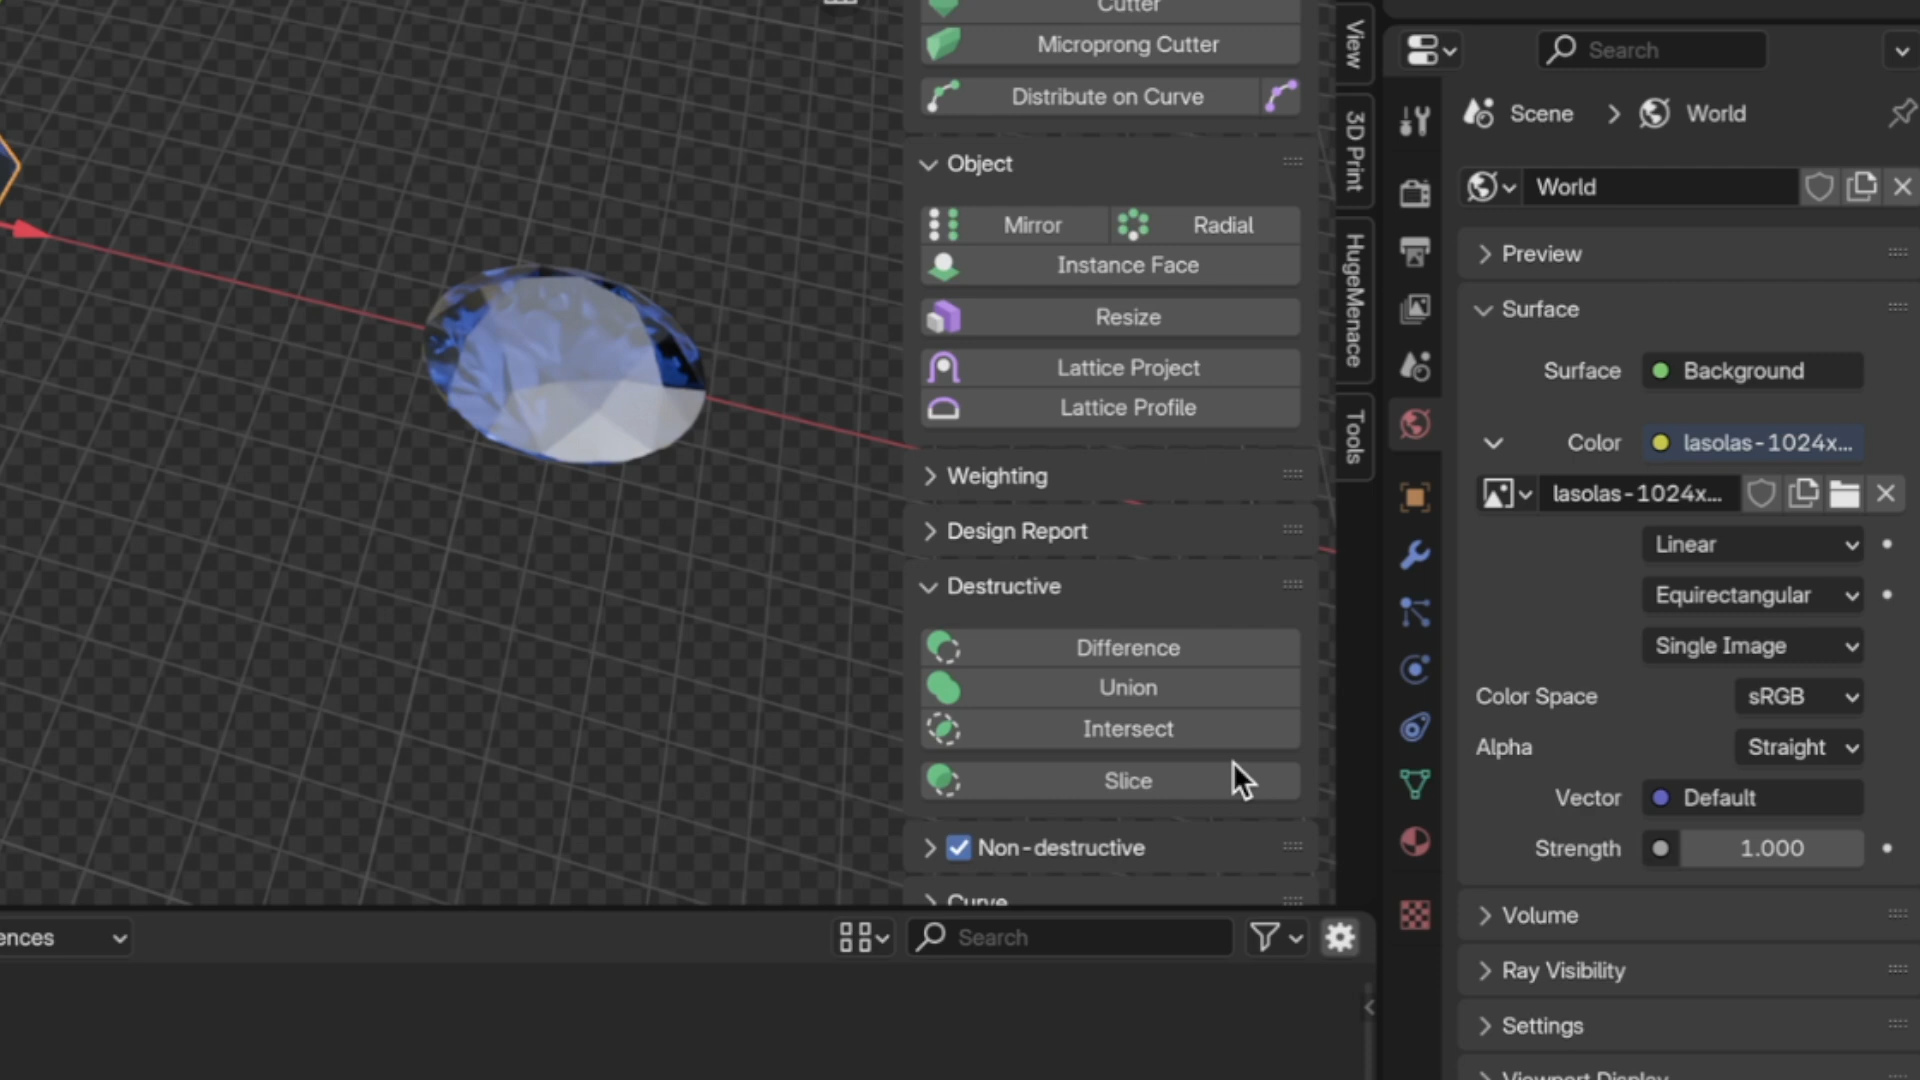 Cutter
Microprong Cutter
Distribute on Curve
Object
Mirror
Radial
Instance Face
Resize
Lattice Project
Lattice Profile
Weighting
Design Report
Destructive
Difference
Union
Intersect
Slice
Non-destructive
Curve
View
3D Print
HugeMenace
Tools
ences
Search
Search
Scene
World
World
Preview
Surface
Surface
Background
Color
lasolas-1024x...
lasolas-1024x...
Linear
Equirectangular
Single Image
Color Space
sRGB
Alpha
Straight
Vector
Default
Strength
1.000
Volume
Ray Visibility
Settings
Viewport Display